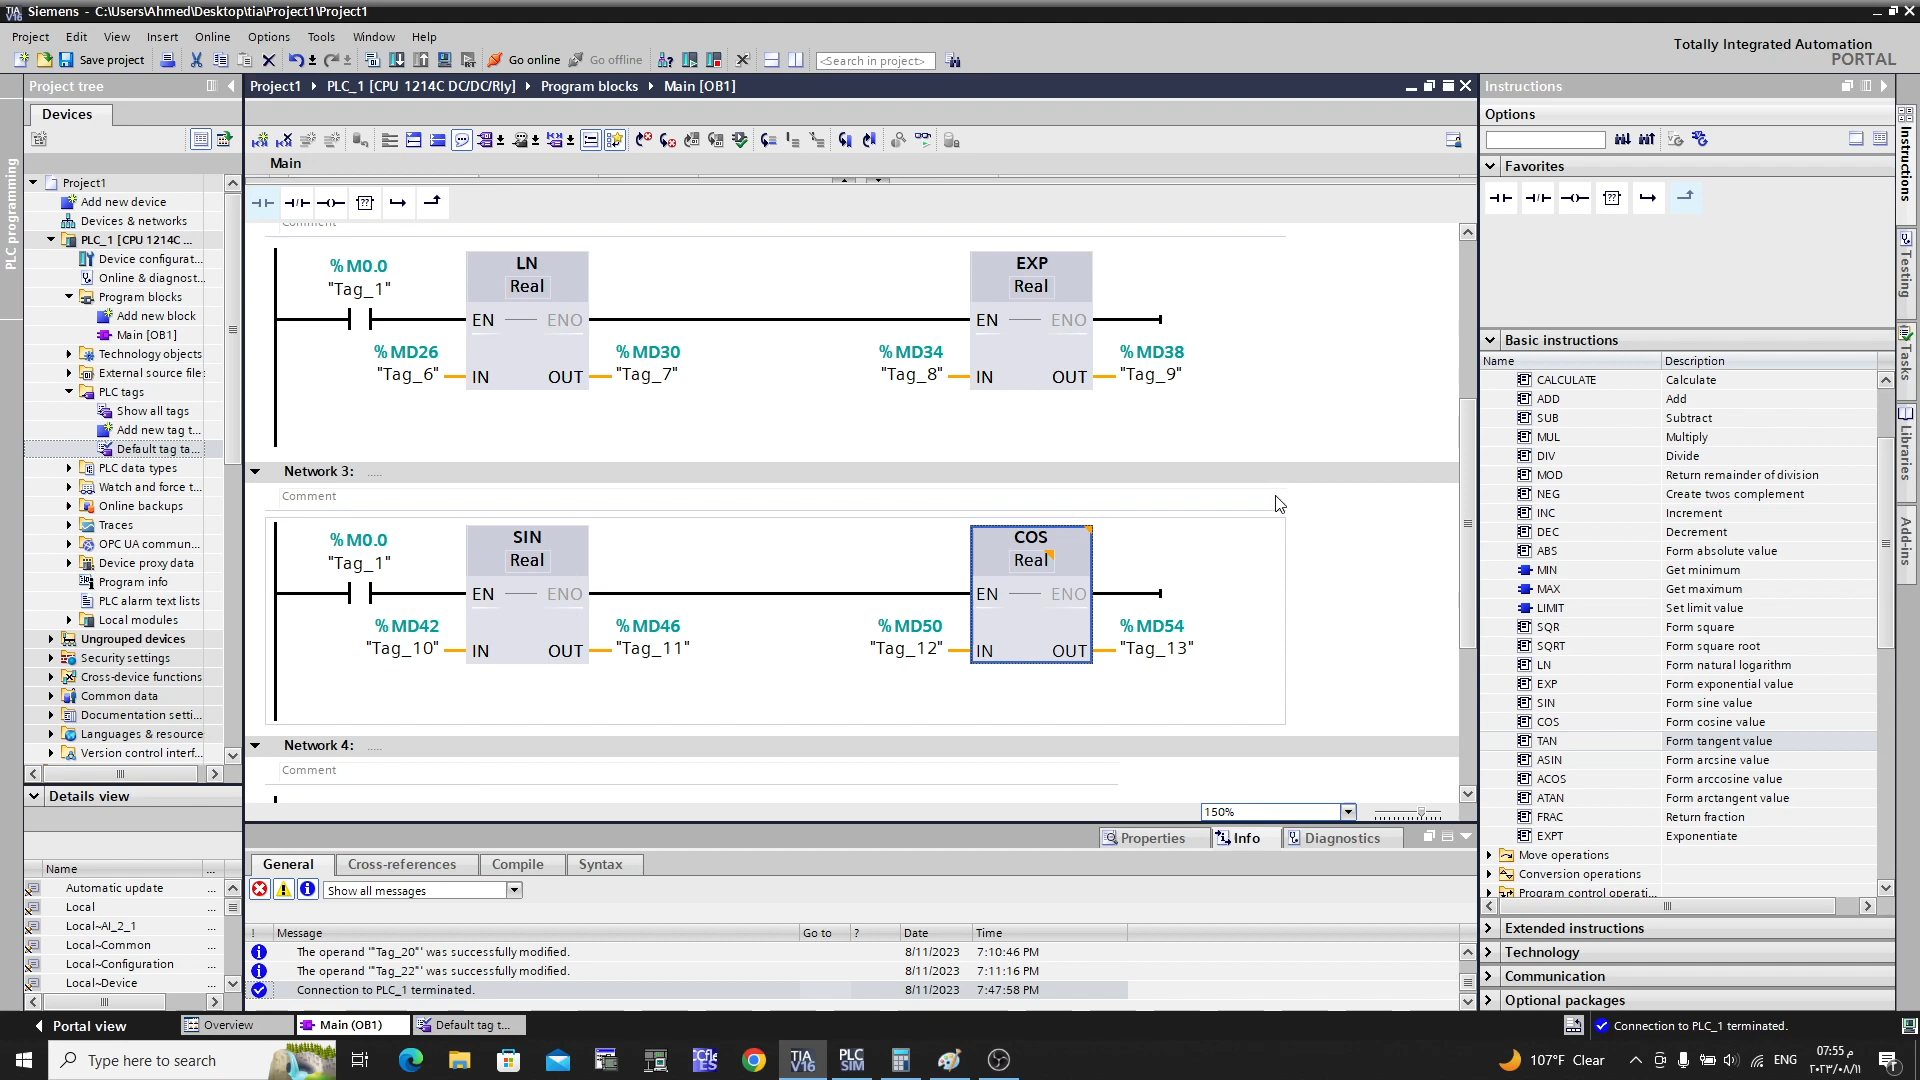 Siemens - C:\Users\Ahmed\Desktop\tia\Project1\Project1
Project Edit View Insert Online Options Tools Window Help
Totally Integrated Automation
PORTAL
Save project
Go online
Go offline
<Search in project>
Project tree
Project1 PLC_1 [CPU 1214C DC/DC/Rly] Program blocks Main [OB1]
Instructions
Devices
Options
PLC programming
Main
Favorites
Project1
Add new device
Devices & networks
PLC_1 [CPU 1214C ...
Device configurat...
Online & diagnost...
Program blocks
Add new block
Main [OB1]
Technology objects
External source file
PLC tags
Show all tags
Add new tag t...
Default tag ta...
PLC data types
Watch and force t...
Online backups
Traces
OPC UA commun...
Device proxy data
Program info
PLC alarm text lists
Local modules
Ungrouped devices
Security settings
Cross-device functions
Common data
Documentation setti...
Languages & resource
Version control interf...
Details view
Name ...
Automatic update ...
Local ...
Local~AI_2_1 ...
Local~Common ...
Local~Configuration ...
Local~Device ...
Comment
%M0.0
"Tag_1"
LN
Real
EN ENO
%MD26
"Tag_6"
IN OUT
%MD30
"Tag_7"
EXP
Real
EN ENO
%MD34
"Tag_8"
IN OUT
%MD38
"Tag_9"
Network 3: .....
Comment
%M0.0
"Tag_1"
SIN
Real
EN ENO
%MD42
"Tag_10"
IN OUT
%MD46
"Tag_11"
COS
Real
EN ENO
%MD50
"Tag_12"
IN OUT
%MD54
"Tag_13"
Network 4: .....
Comment
150%
Properties Info Diagnostics
General Cross-references Compile Syntax
Show all messages
! Message Go to ? Date Time
The operand '"Tag_20"' was successfully modified. 8/11/2023 7:10:46 PM
The operand '"Tag_22"' was successfully modified. 8/11/2023 7:11:16 PM
Connection to PLC_1 terminated. 8/11/2023 7:47:58 PM
Basic instructions
Name Description
CALCULATE Calculate
ADD Add
SUB Subtract
MUL Multiply
DIV Divide
MOD Return remainder of division
NEG Create twos complement
INC Increment
DEC Decrement
ABS Form absolute value
MIN Get minimum
MAX Get maximum
LIMIT Set limit value
SQR Form square
SQRT Form square root
LN Form natural logarithm
EXP Form exponential value
SIN Form sine value
COS Form cosine value
TAN Form tangent value
ASIN Form arcsine value
ACOS Form arccosine value
ATAN Form arctangent value
FRAC Return fraction
EXPT Exponentiate
Move operations
Conversion operations
Program control operati...
Extended instructions
Technology
Communication
Optional packages
Instructions
Testing
Tasks
Libraries
Add-ins
Portal view
Overview
Main (OB1)
Default tag t...
Connection to PLC_1 terminated.
Type here to search
TIA V16
PLC SIM
107°F Clear
ENG
07:55 م
٢٠٢٣/٠٨/١١